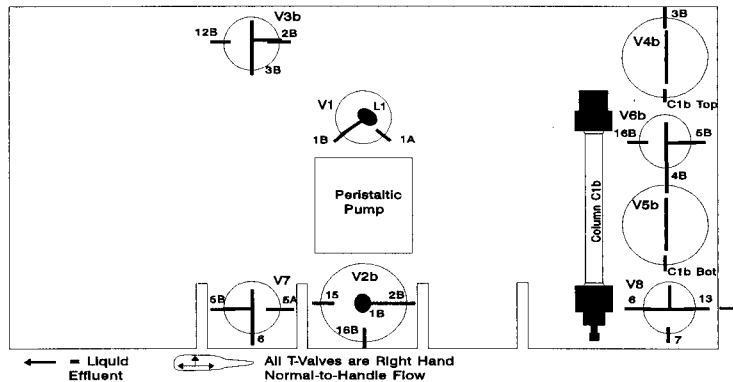 V3b
12B
2B
3B
3B
V4b
C1b Top
V1
L1
1B
1A
V6b
16B
5B
4B
Peristaltic
Pump
Column C1b
V5b
C1b Bot
V7
5B
5A
6
V2b
15
2B
1B
16B
V8
6
13
7
= Liquid
Effluent
All T-Valves are Right Hand
Normal-to-Handle Flow